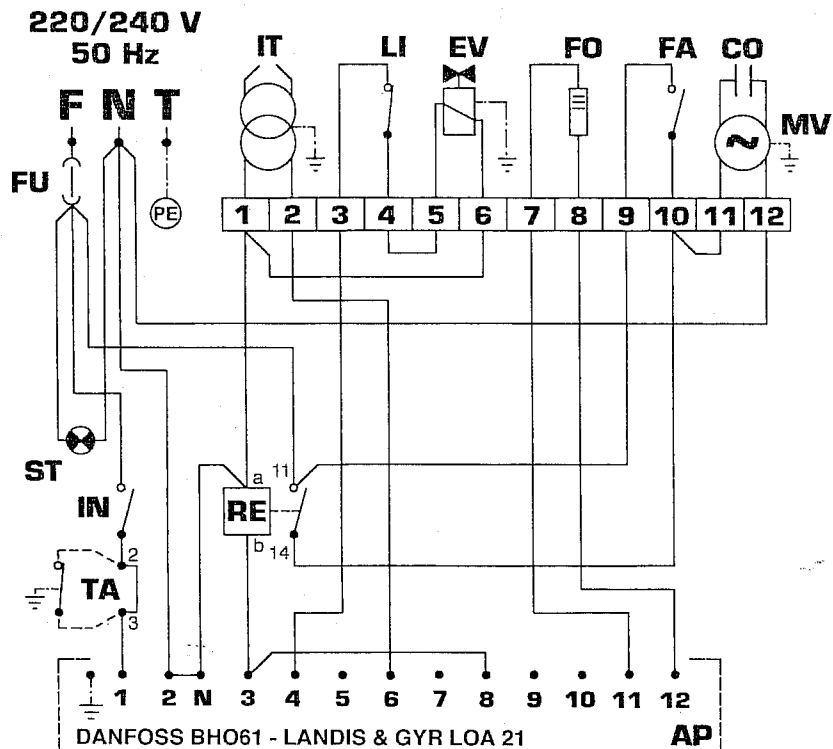 220/240 V
50 Hz
IT LI EV FO FA CO
F N T
MV
FU
PE
1 2 3 4 5 6 7 8 9 10 11 12
ST
a 11
IN
RE
b 14
2
TA
3
1 2 N 3 4 5 6 7 8 9 10 11 12
DANFOSS BHO61 - LANDIS & GYR LOA 21 AP